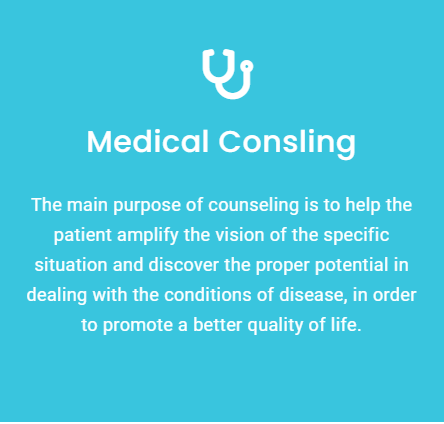 Medical Consling
The main purpose of counseling is to help the
patient amplify the vision of the specific
situation and discover the proper potential in
dealing with the conditions of disease, in order
to promote a better quality of life.